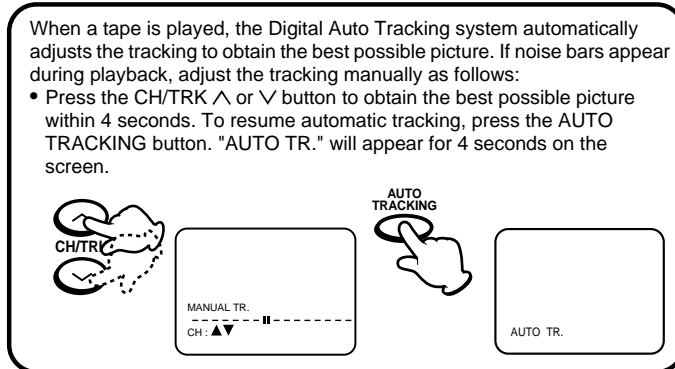 When a tape is played, the Digital Auto Tracking system automatically
adjusts the tracking to obtain the best possible picture. If noise bars appear
during playback, adjust the tracking manually as follows:
• Press the CH/TRK ∧ or ∨ button to obtain the best possible picture
within 4 seconds. To resume automatic tracking, press the AUTO
TRACKING button. "AUTO TR." will appear for 4 seconds on the
screen.
CH/TRK
MANUAL TR.
CH : ▲▼
AUTO
TRACKING
AUTO TR.